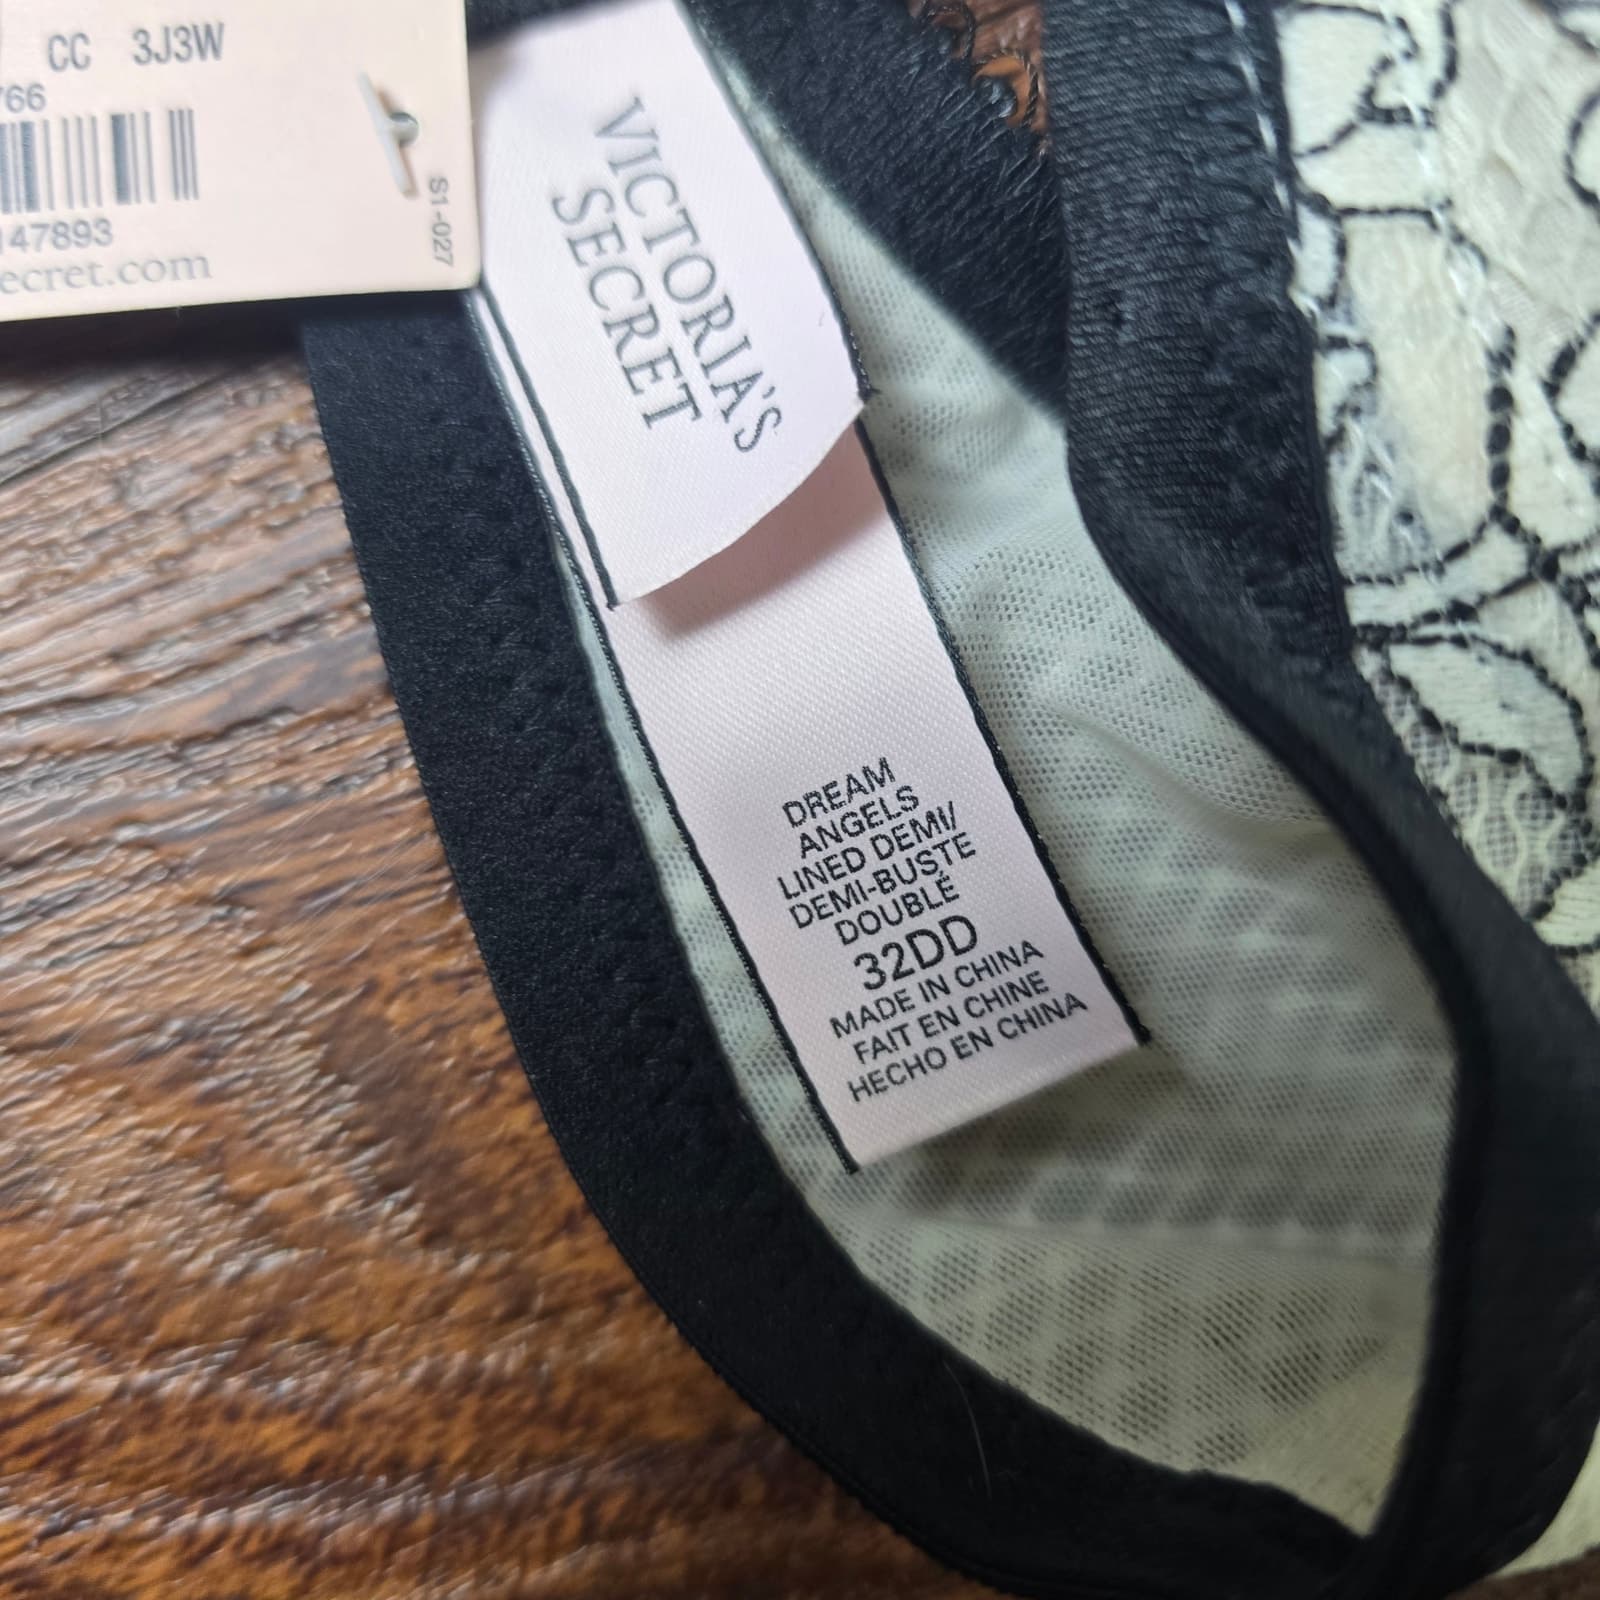 CC 3J3W
766
147893
ecret.com
S1-027
VICTORIA'S
SECRET
DREAM
ANGELS
LINED DEMI/
DEMI-BUSTE
DOUBLÉ
32DD
MADE IN CHINA
FAIT EN CHINE
HECHO EN CHINA